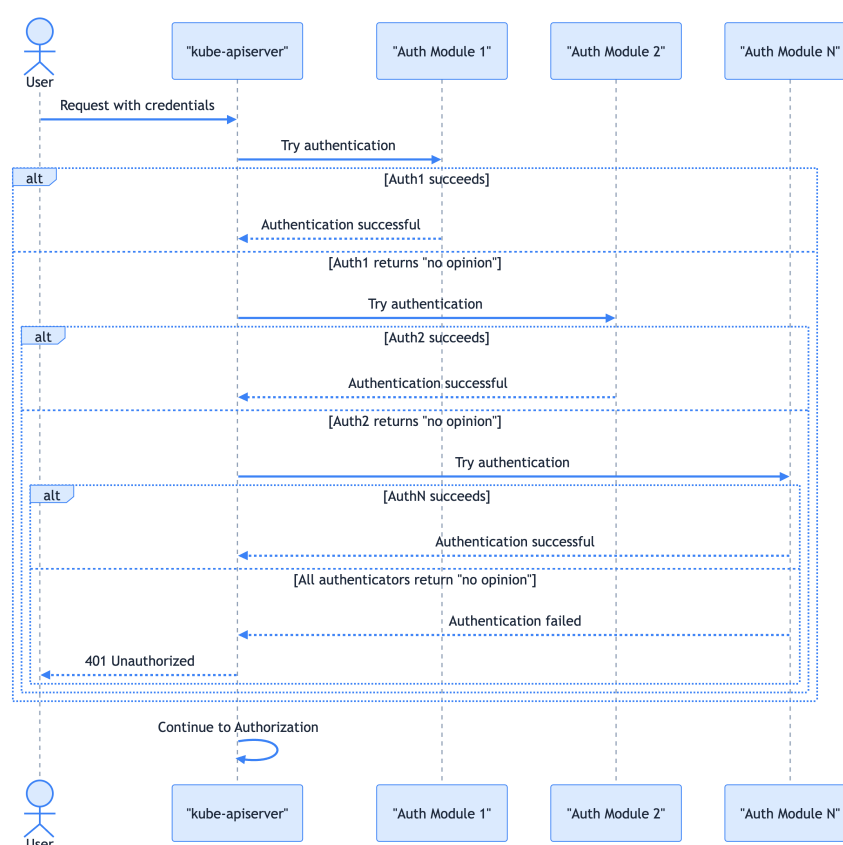 "kube-apiserver"
"Auth Module 1"
"Auth Module 2"
"Auth Module N"
User
Request with credentials
Try authentication
alt
[Auth1 succeeds]
Authentication successful
[Auth1 returns "no opinion"]
Try authentication
alt
[Auth2 succeeds]
Authentication successful
[Auth2 returns "no opinion"]
Try authentication
alt
[AuthN succeeds]
Authentication successful
[All authenticators return "no opinion"]
Authentication failed
401 Unauthorized
Continue to Authorization
"kube-apiserver"
"Auth Module 1"
"Auth Module 2"
"Auth Module N"
User